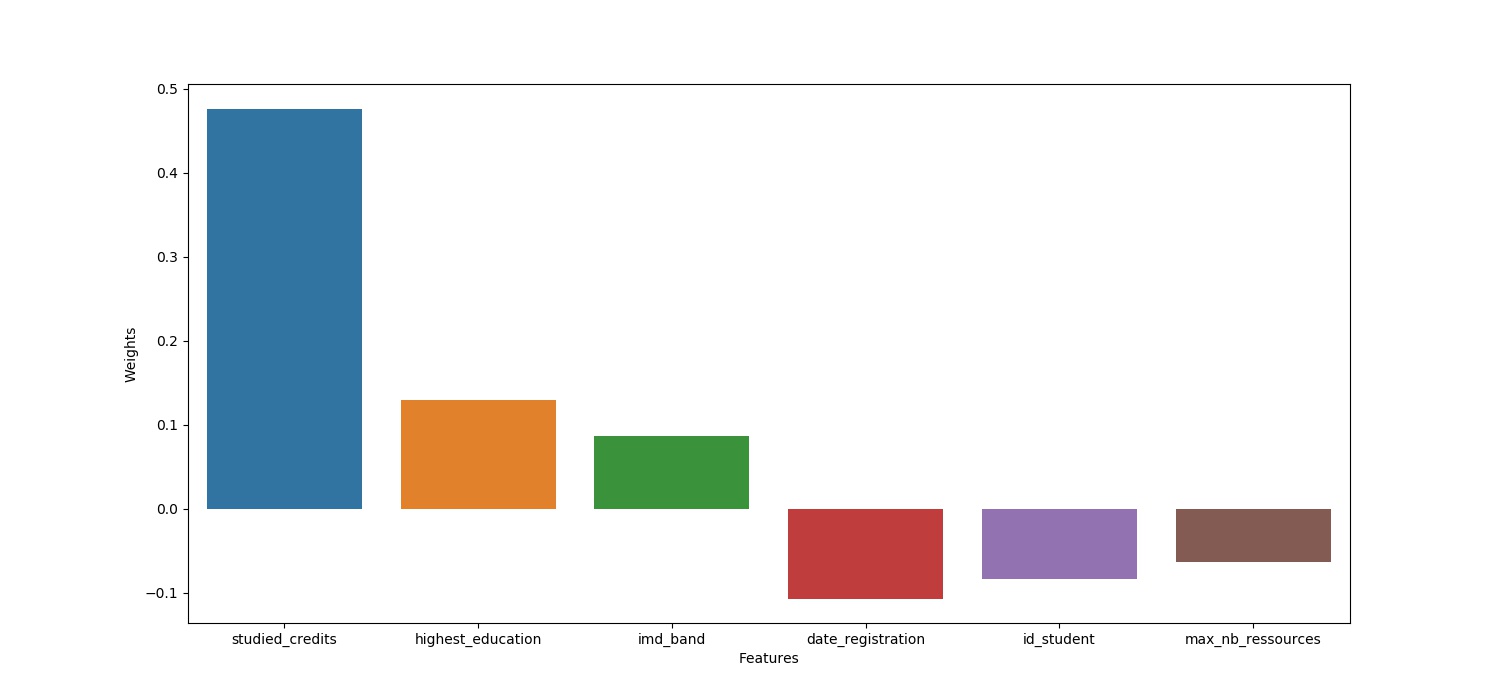 0.5
0.4
0.3
0.2
0.1
0.0
−0.1
Weights
studied_credits highest_education imd_band date_registration id_student max_nb_ressources
Features